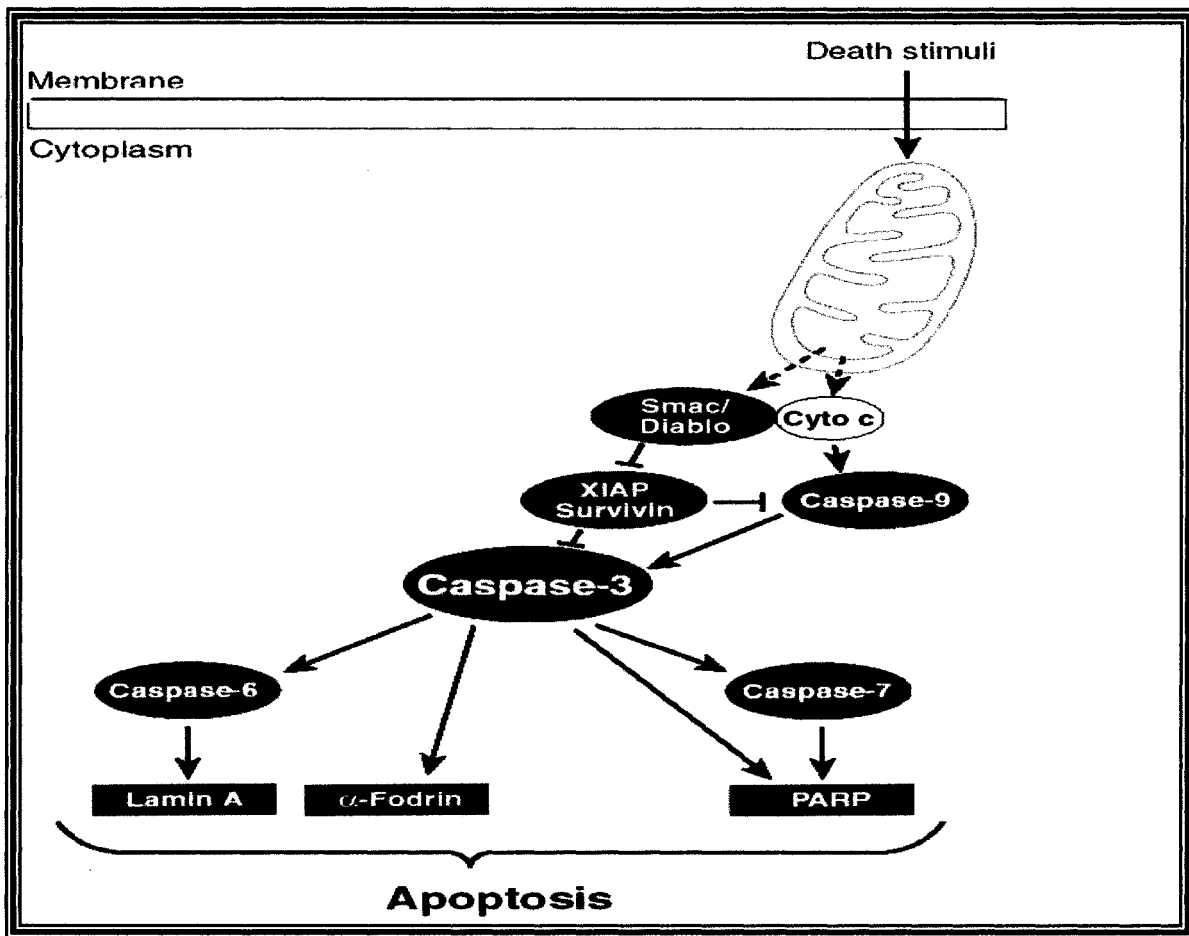 Death stimuli
Membrane
Cytoplasm
Smac/
Diablo
Cyto c
XIAP
Survivin
Caspase-9
Caspase-3
Caspase-6
Caspase-7
Lamin A
α-Fodrin
PARP
Apoptosis